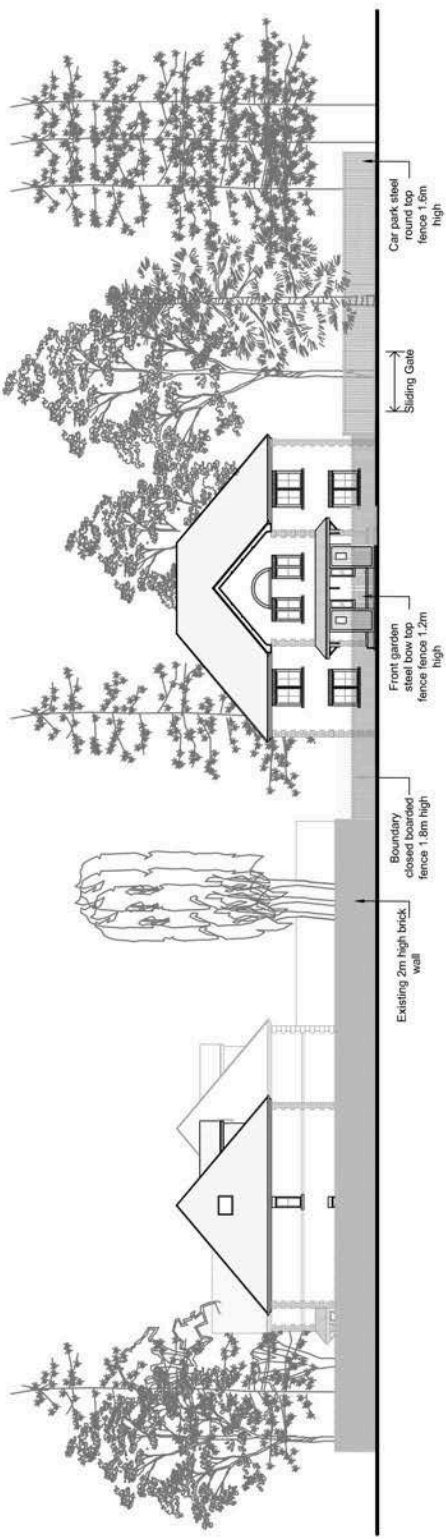 Existing 2m high brick
wall
Boundary
closed boarded
fence 1.8m high
Front garden
steel bow top
fence fence 1.2m
high
Sliding Gate
Car park steel
round top
fence 1.6m
high